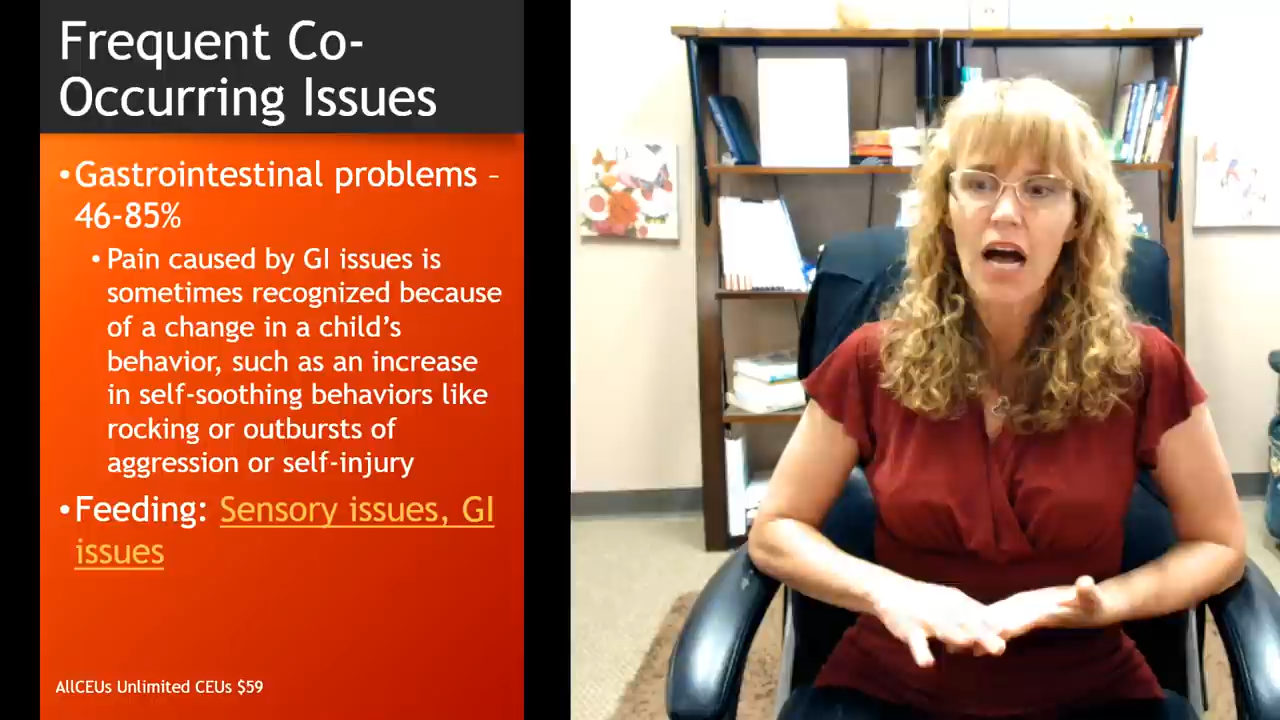 Frequent Co-
Occurring Issues
•Gastrointestinal problems –
46-85%
• Pain caused by GI issues is
sometimes recognized because
of a change in a child’s
behavior, such as an increase
in self-soothing behaviors like
rocking or outbursts of
aggression or self-injury
•Feeding: Sensory issues, GI
issues
AllCEUs Unlimited CEUs $59